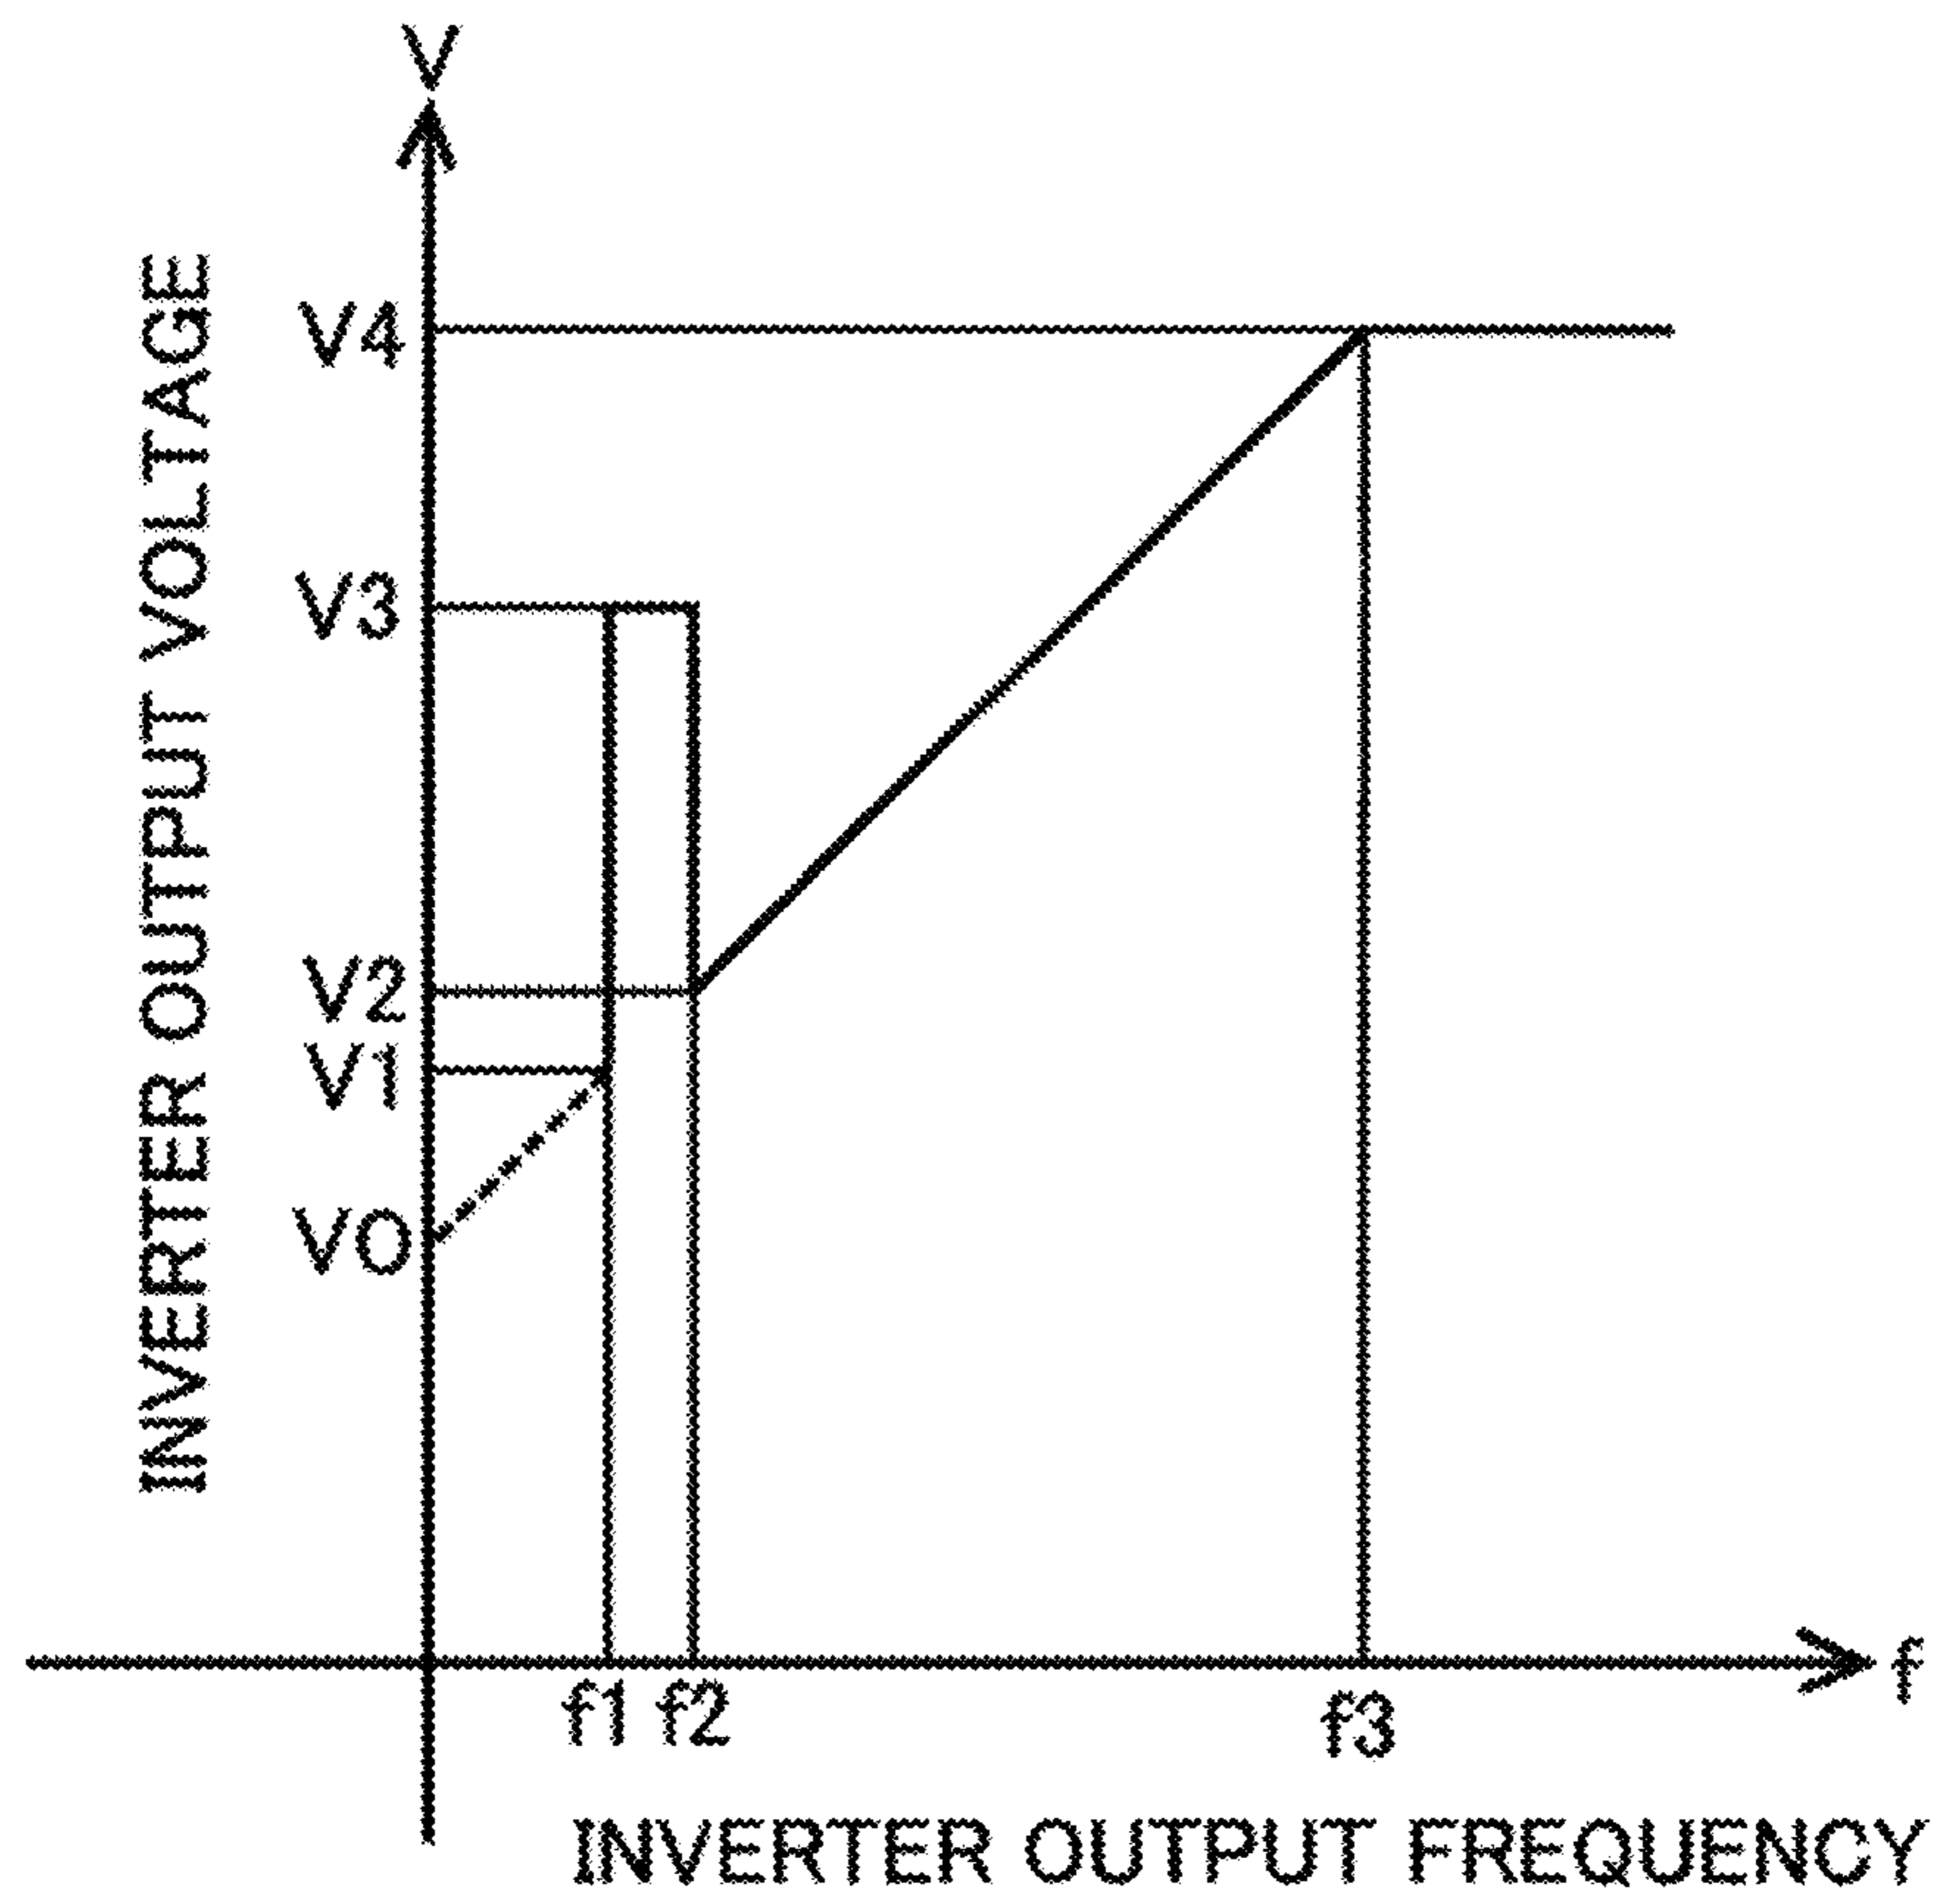 V
INVERTER OUTPUT VOLTAGE
V4
V3
V2
V1
V0
f1 f2
f3
f
INVERTER OUTPUT FREQUENCY